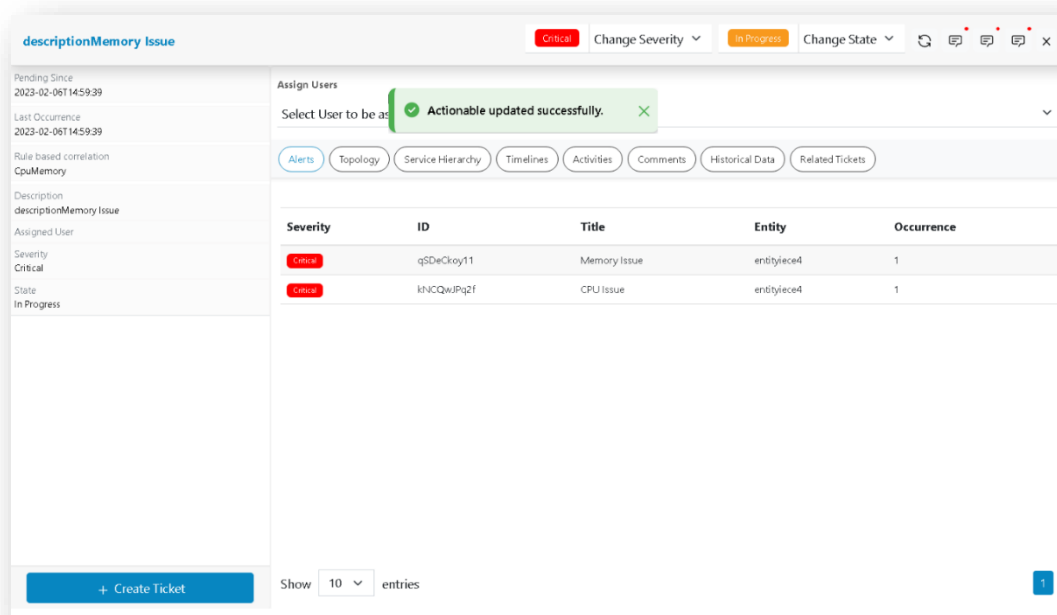 descriptionMemory Issue
Critical Change Severity In Progress Change State
Pending Since
2023-02-06T14:59:39
Last Occurrence
2023-02-06T14:59:39
Rule based correlation
CpuMemory
Description
descriptionMemory Issue
Assigned User
Severity
Critical
State
In Progress
+ Create Ticket
Assign Users
Select User to be as
Actionable updated successfully.
Alerts Topology Service Hierarchy Timelines Activities Comments Historical Data Related Tickets
Severity ID Title Entity Occurrence
Critical qSDeCkoy11 Memory Issue entityiece4 1
Critical kNCQwJPq2f CPU Issue entityiece4 1
Show 10 entries
1